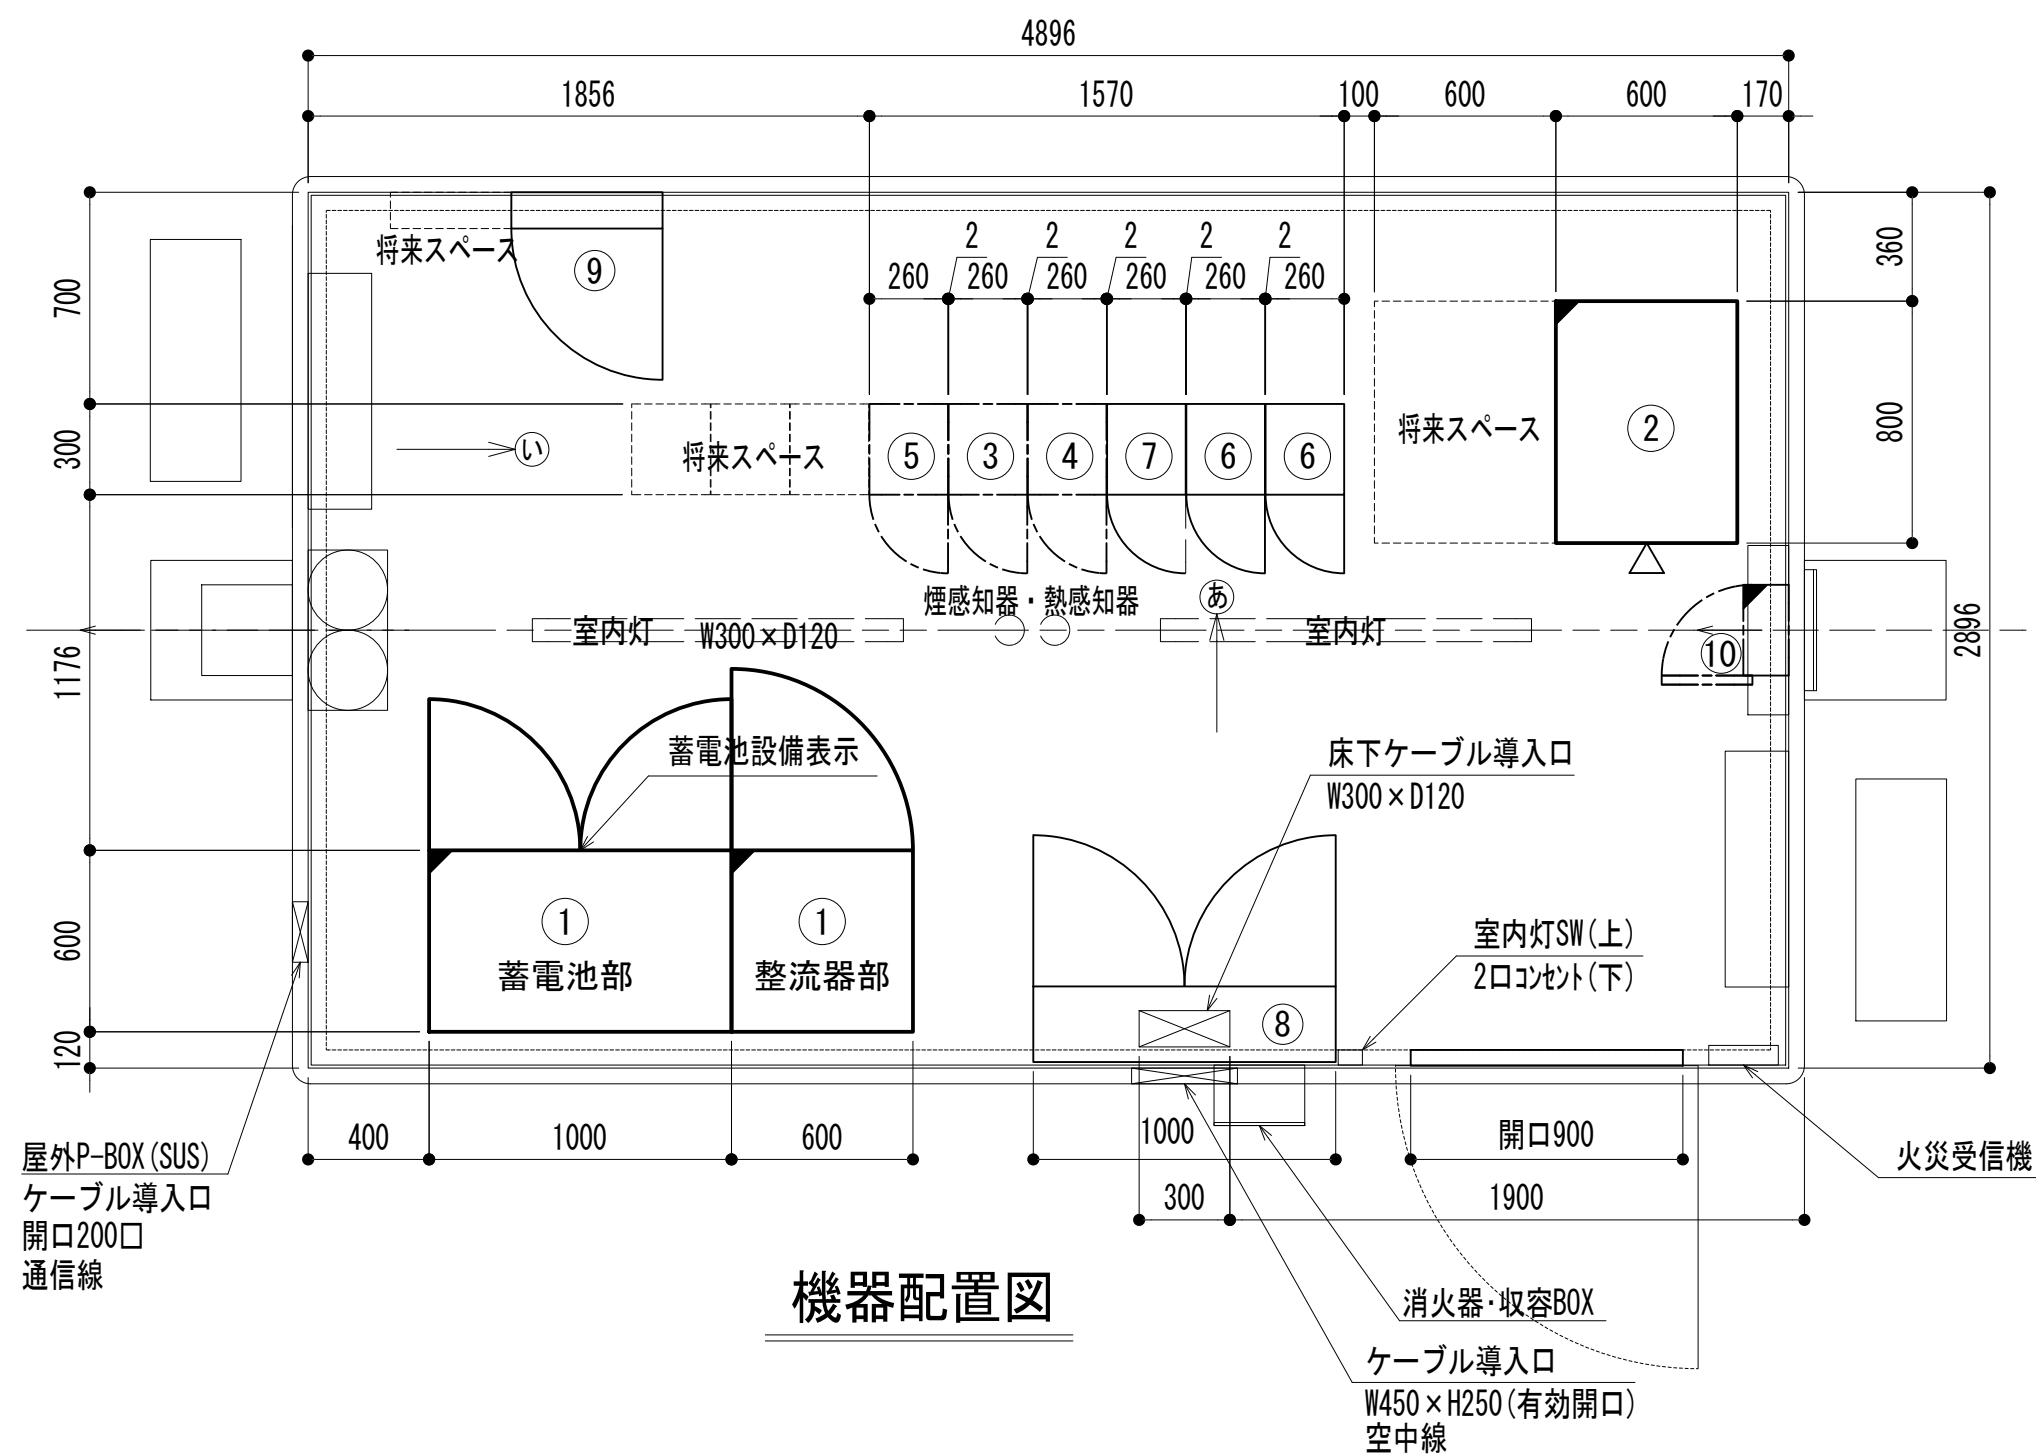 4896
1856
1570
100
600
600
170
将来スペース
⑨
2
2
2
2
2
260
260
260
260
260
260
360
700
300
1176
600
120
い
将来スペース
⑤
③
④
⑦
⑥
⑥
将来スペース
②
800
2896
煙感知器・熱感知器
あ
室内灯
W300×D120
室内灯
⑩
蓄電池設備表示
床下ケーブル導入口
W300×D120
①
蓄電池部
①
整流器部
⑧
室内灯SW(上)
2口コンセント(下)
400
1000
600
1000
開口900
300
1900
屋外P-BOX(SUS)
ケーブル導入口
開口200□
通信線
火災受信機
機器配置図
消火器・収容BOX
ケーブル導入口
W450×H250(有効開口)
空中線